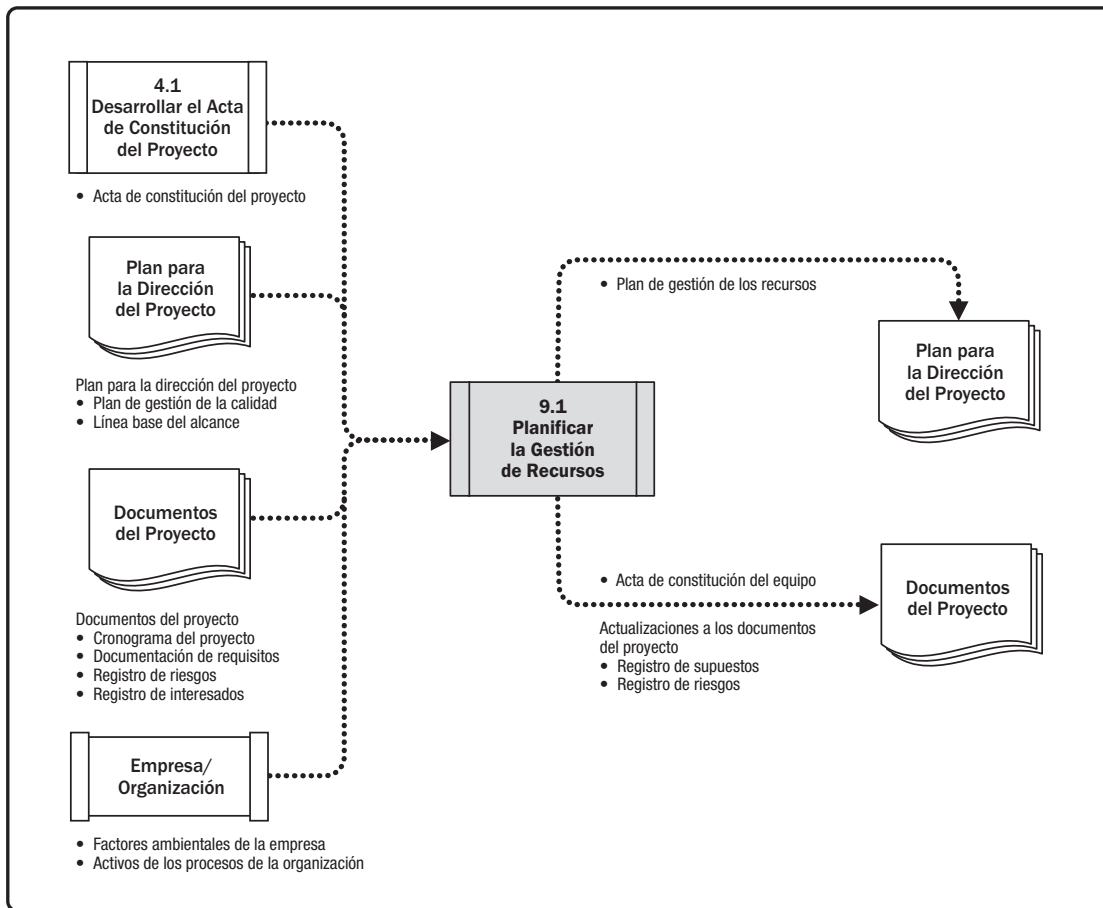 4.1
Desarrollar el Acta
de Constitución
del Proyecto
• Acta de constitución del proyecto
Plan para
la Dirección
del Proyecto
Plan para la dirección del proyecto
• Plan de gestión de la calidad
• Línea base del alcance
Documentos
del Proyecto
Documentos del proyecto
• Cronograma del proyecto
• Documentación de requisitos
• Registro de riesgos
• Registro de interesados
Empresa/
Organización
• Factores ambientales de la empresa
• Activos de los procesos de la organización
9.1
Planificar
la Gestión
de Recursos
• Plan de gestión de los recursos
Plan para
la Dirección
del Proyecto
• Acta de constitución del equipo
Actualizaciones a los documentos
del proyecto
• Registro de supuestos
• Registro de riesgos
Documentos
del Proyecto